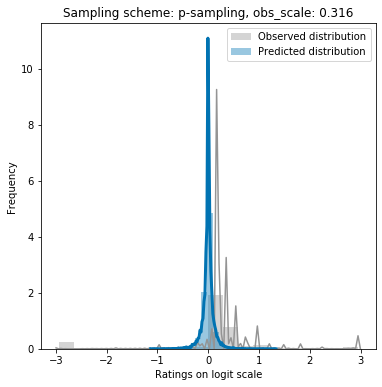 Sampling scheme: p-sampling, obs_scale: 0.316
Observed distribution
Predicted distribution
Frequency
10
8
6
4
2
0
-3 -2 -1 0 1 2 3
Ratings on logit scale